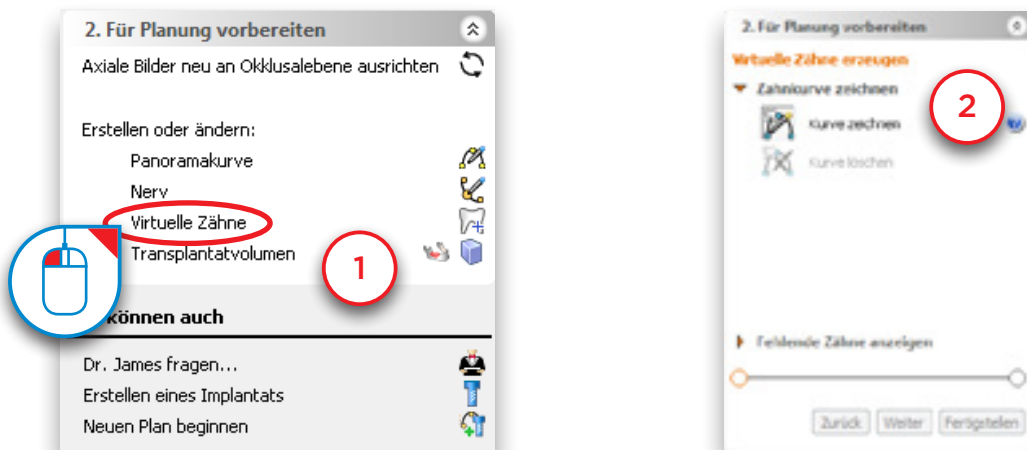 2. Für Planung vorbereiten
Axiale Bilder neu an Okklusalebene ausrichten
Erstellen oder ändern:
Panoramakurve
Nerv
Virtuelle Zähne
Transplantatvolumen
1
können auch
Dr. James fragen...
Erstellen eines Implantats
Neuen Plan beginnen
2. Für Planung vorbereiten
Virtuelle Zähne erzeugen
Zahnkurve zeichnen
Kurve zeichnen
2
Kurve löschen
Fehlende Zähne anzeigen
Zurück Weiter Fertigstellen